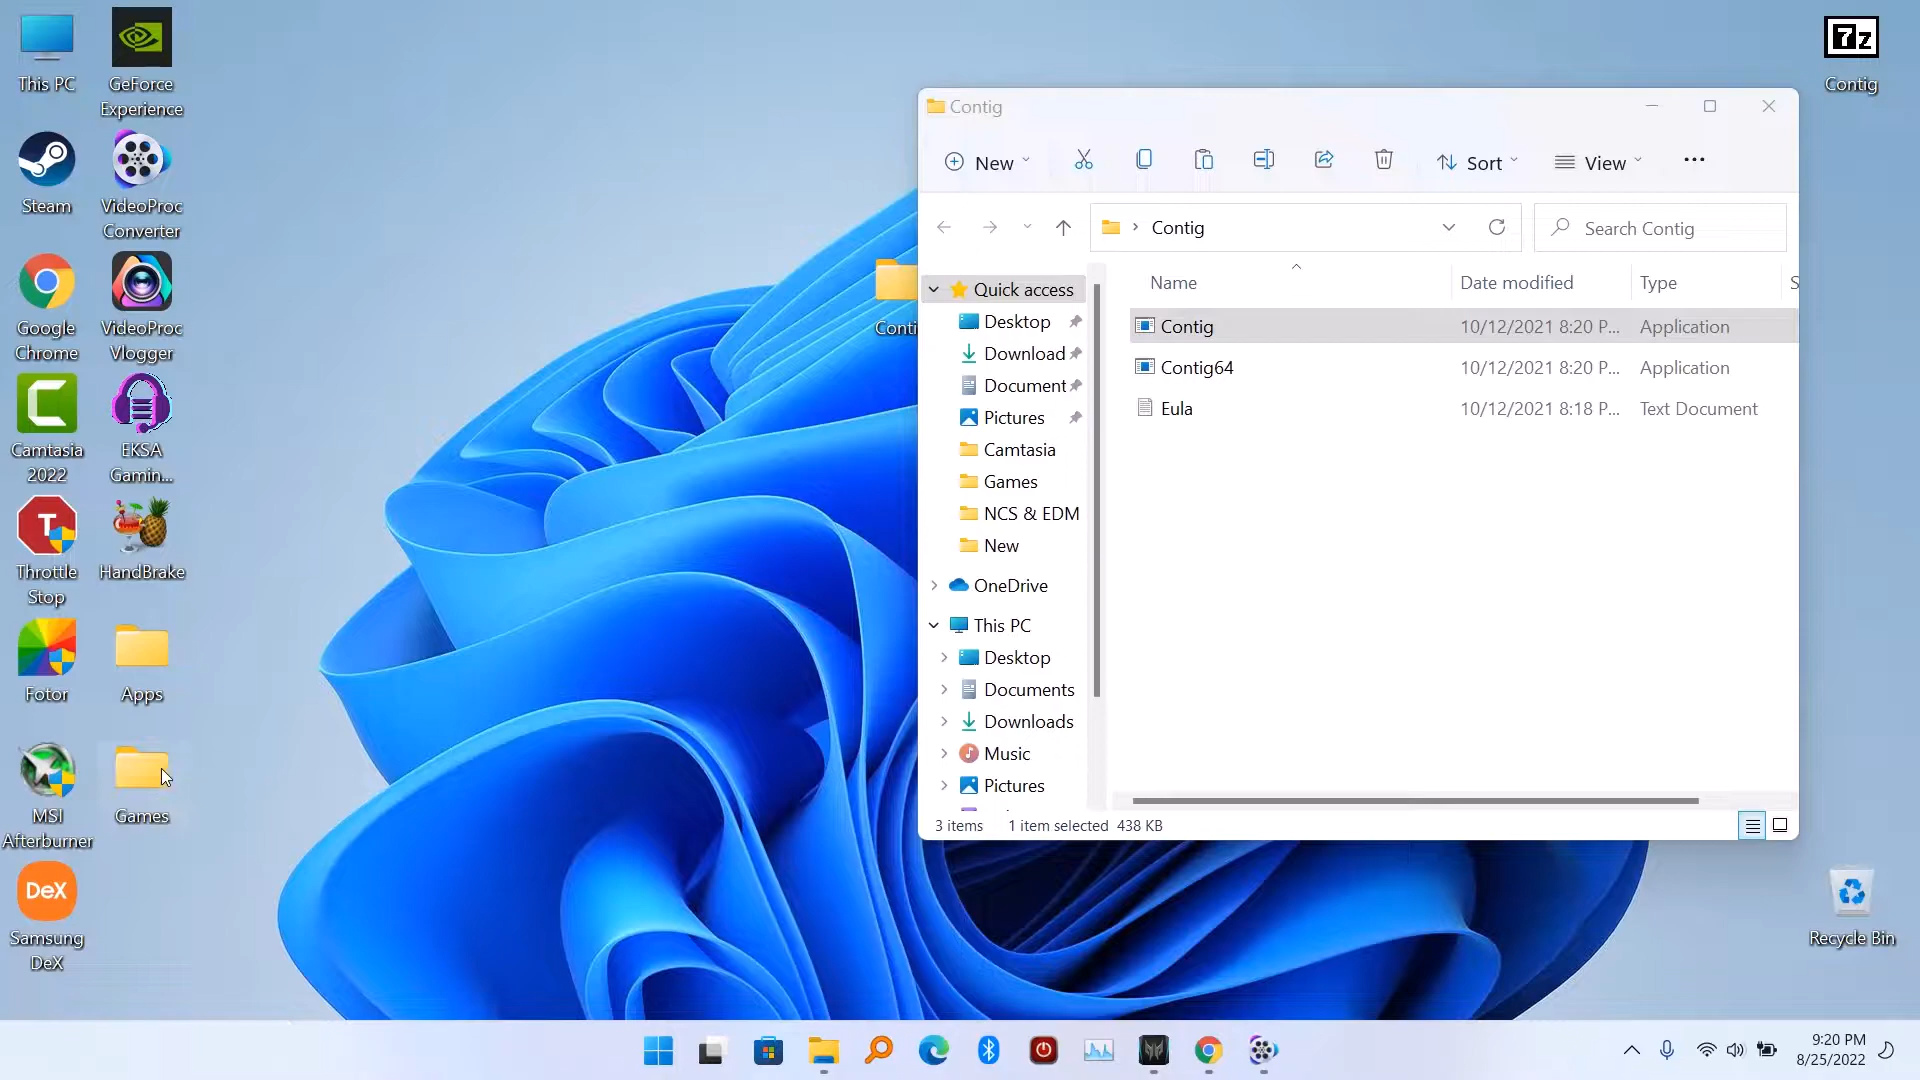 This PC
GeForce
Experience
Steam
VideoProc
Converter
Google
Chrome
VideoProc
Vlogger
Camtasia
2022
EKSA
Gamin...
T
Throttle
Stop
HandBrake
Fotor
Apps
MSI
Afterburner
Games
DeX
Samsung
DeX
Conti
7z
Contig
Recycle Bin
Contig
New
Sort
View
Contig
Search Contig
Name
Date modified
Type
S
Quick access
Desktop
Download
Document
Pictures
Camtasia
Games
NCS & EDM
New
OneDrive
This PC
Desktop
Documents
Downloads
Music
Pictures
Contig
10/12/2021 8:20 P...
Application
Contig64
10/12/2021 8:20 P...
Application
Eula
10/12/2021 8:18 P...
Text Document
3 items
1 item selected 438 KB
9:20 PM
8/25/2022